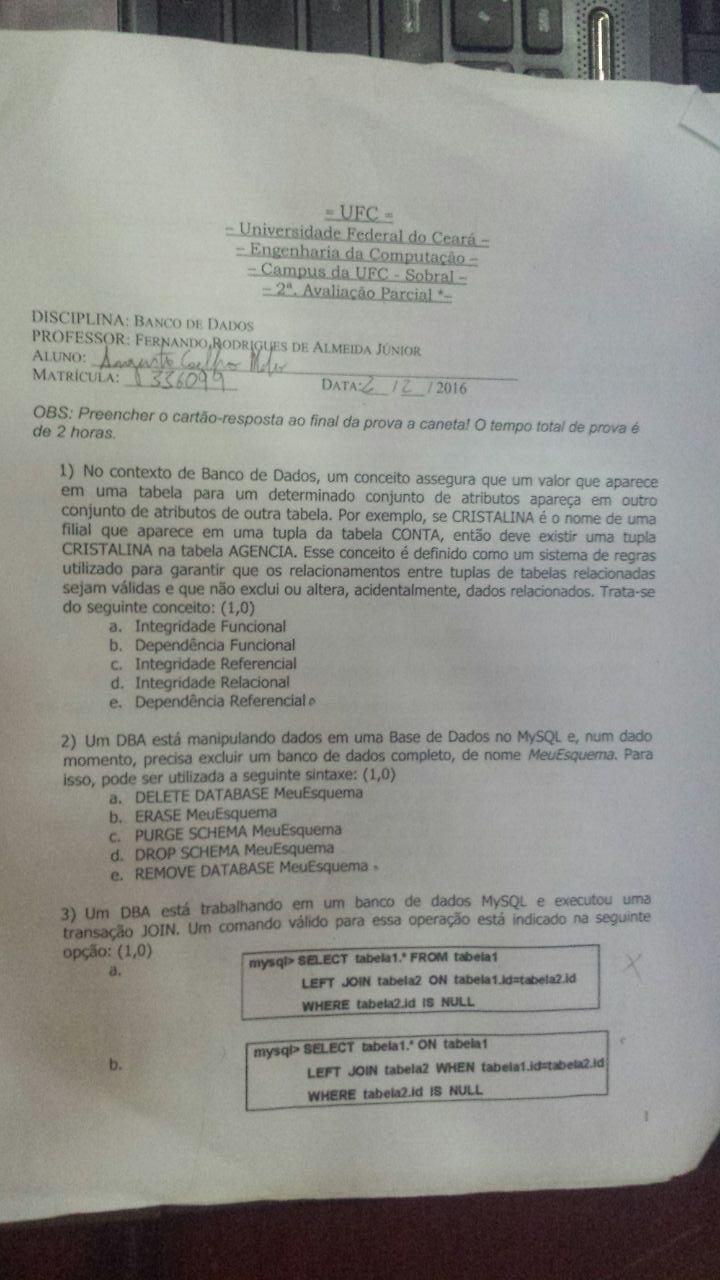 = UFC =
– Universidade Federal do Ceará –
– Engenharia da Computação –
– Campus da UFC - Sobral –
– 2ª. Avaliação Parcial *–
DISCIPLINA: BANCO DE DADOS
PROFESSOR: FERNANDO RODRIGUES DE ALMEIDA JÚNIOR
ALUNO: Coelho
MATRÍCULA: 336099 DATA: 2 / 2 / 2016
OBS: Preencher o cartão-resposta ao final da prova a caneta! O tempo total de prova é
de 2 horas.
1) No contexto de Banco de Dados, um conceito assegura que um valor que aparece
em uma tabela para um determinado conjunto de atributos apareça em outro
conjunto de atributos de outra tabela. Por exemplo, se CRISTALINA é o nome de uma
filial que aparece em uma tupla da tabela CONTA, então deve existir uma tupla
CRISTALINA na tabela AGENCIA. Esse conceito é definido como um sistema de regras
utilizado para garantir que os relacionamentos entre tuplas de tabelas relacionadas
sejam válidas e que não exclui ou altera, acidentalmente, dados relacionados. Trata-se
do seguinte conceito: (1,0)
a. Integridade Funcional
b. Dependência Funcional
c. Integridade Referencial
d. Integridade Relacional
e. Dependência Referencial
2) Um DBA está manipulando dados em uma Base de Dados no MySQL e, num dado
momento, precisa excluir um banco de dados completo, de nome MeuEsquema. Para
isso, pode ser utilizada a seguinte sintaxe: (1,0)
a. DELETE DATABASE MeuEsquema
b. ERASE MeuEsquema
c. PURGE SCHEMA MeuEsquema
d. DROP SCHEMA MeuEsquema
e. REMOVE DATABASE MeuEsquema
3) Um DBA está trabalhando em um banco de dados MySQL e executou uma
transação JOIN. Um comando válido para essa operação está indicado na seguinte
opção: (1,0)
a.
mysql> SELECT tabela1.* FROM tabela1
LEFT JOIN tabela2 ON tabela1.id=tabela2.id
WHERE tabela2.id IS NULL
X
b.
mysql> SELECT tabela1.* ON tabela1
LEFT JOIN tabela2 WHEN tabela1.id=tabela2.id
WHERE tabela2.id IS NULL
1